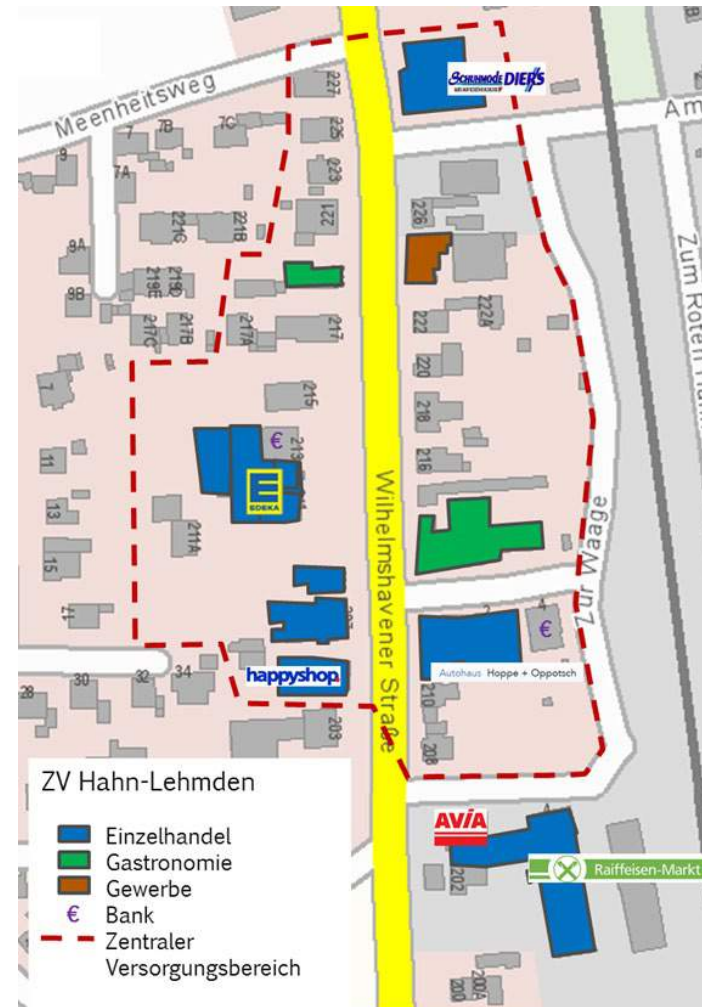 Meenheitsweg
SCHUHMODE DIERS
Am
227
225
223
221
7
7B
7C
7A
9
9A
9B
221C
221B
219E
219D
217C
217B
217A
217
226
222
222A
220
218
216
Zum Roten
7
11
13
15
17
215
213
€
E
EDEKA
211A
Wilhelmshavener Straße
Zur Waage
2
4
€
Autohaus Hoppe + Oppotsch
happyshop.
28
30
32
34
203
210
208
ZV Hahn-Lehmden
Einzelhandel
Gastronomie
Gewerbe
€ Bank
Zentraler
Versorgungsbereich
AVIA
202
Raiffeisen-Markt
200
200A